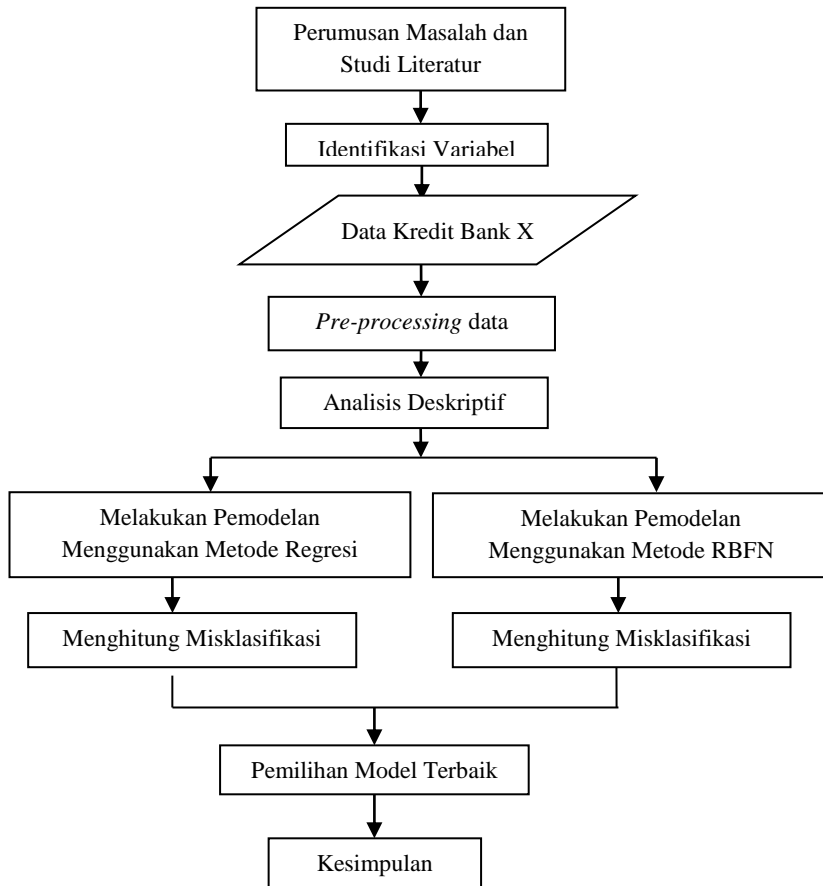 Perumusan Masalah dan
Studi Literatur
Identifikasi Variabel
Data Kredit Bank X
Pre-processing data
Analisis Deskriptif
Melakukan Pemodelan
Menggunakan Metode Regresi
Melakukan Pemodelan
Menggunakan Metode RBFN
Menghitung Misklasifikasi
Menghitung Misklasifikasi
Pemilihan Model Terbaik
Kesimpulan